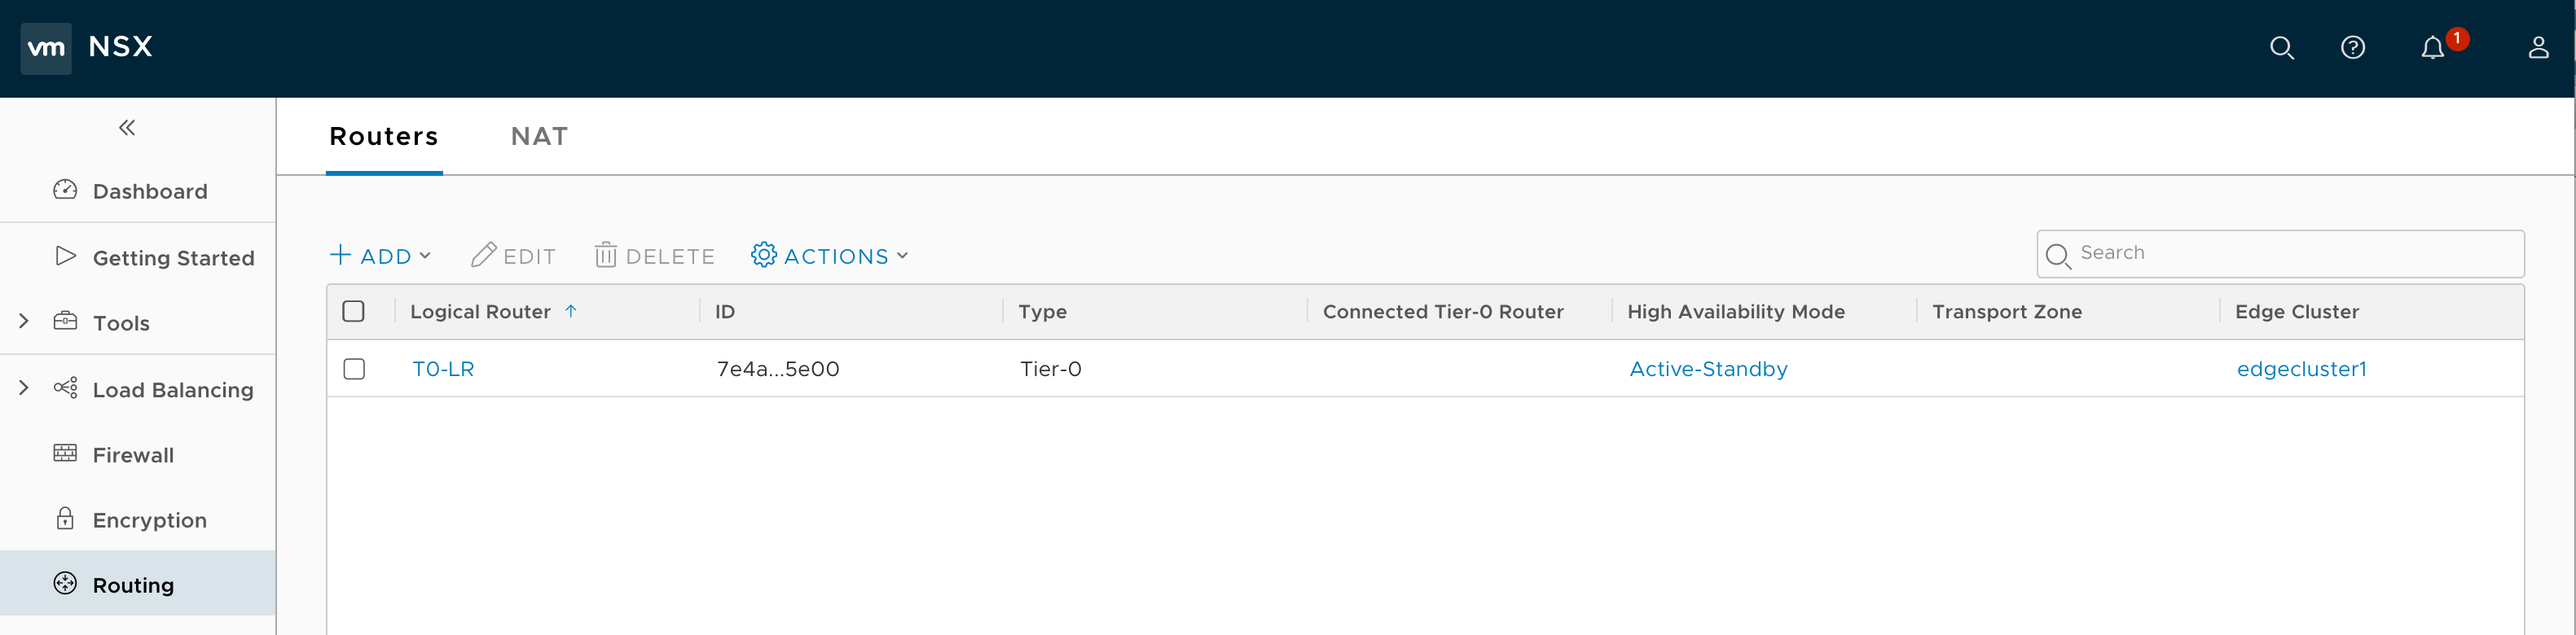 vm NSX
1
Routers NAT
Dashboard
Getting Started
Tools
Load Balancing
Firewall
Encryption
Routing
ADD EDIT DELETE ACTIONS Search
Logical Router ID Type Connected Tier-0 Router High Availability Mode Transport Zone Edge Cluster
T0-LR 7e4a...5e00 Tier-0 Active-Standby edgecluster1